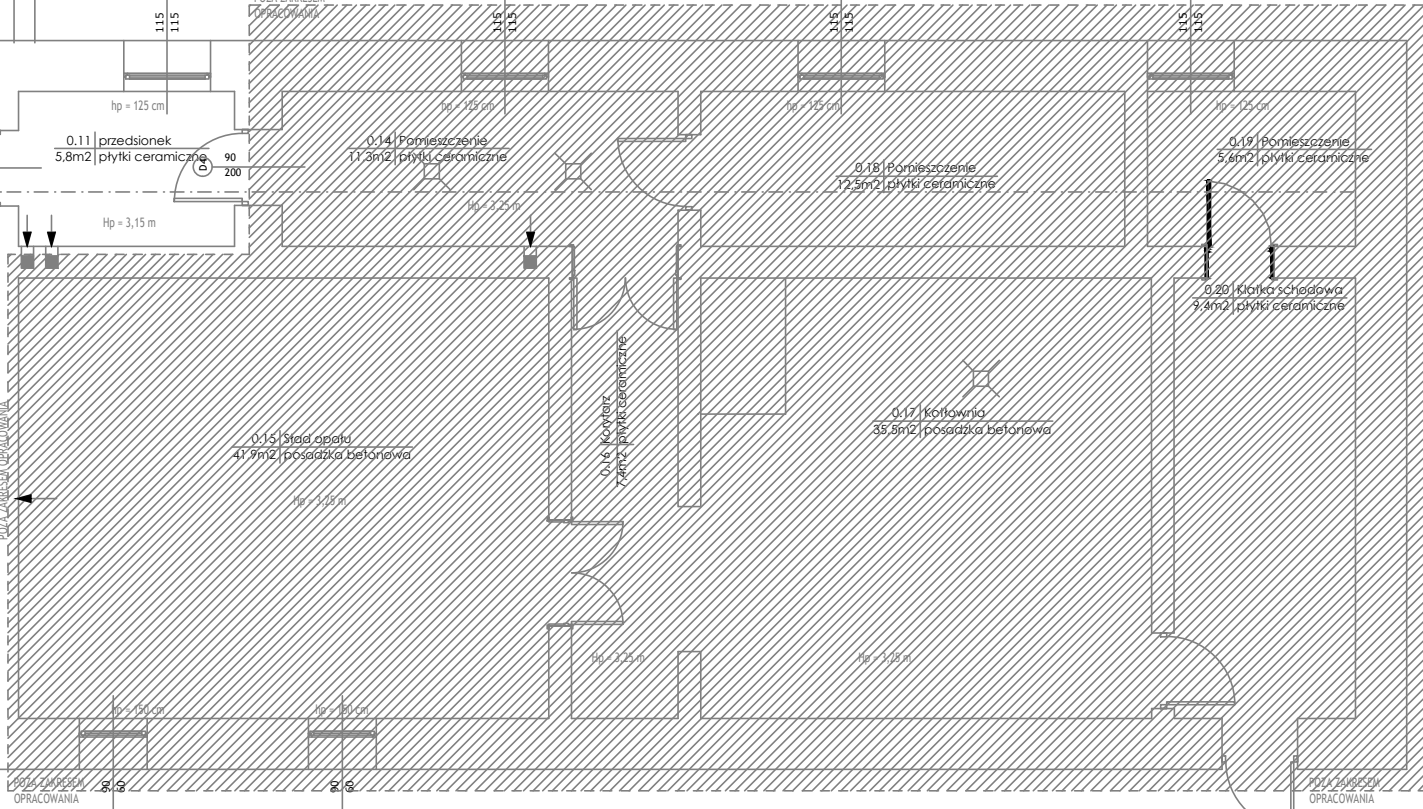 POZA ZAKRESEM
OPRACOWANIA
115
115
115
115
115
115
115
115
hp = 125 cm
hp = 125 cm
hp = 125 cm
hp = 125 cm
0.11 przedsionek
5,8m2 płytki ceramiczne
D4
90
200
0.14 Pomieszczenie
11,3m2 płytki ceramiczne
0.18 Pomieszczenie
12,5m2 płytki ceramiczne
0.19 Pomieszczenie
5,6m2 płytki ceramiczne
Hp = 3,15 m
Hp = 3,25 m
0.20 Klatka schodowa
9,4m2 płytki ceramiczne
0.16 Korytarz
7,4m2 płytki ceramiczne
0.17 Kotłownia
35,5m2 posadzka betonowa
0.15 Sład opału
41,9m2 posadzka betonowa
POZA ZAKRESEM OPRACOWANIA
Hp = 3,25 m
Hp = 3,25 m
Hp = 3,25 m
hp = 150 cm
hp = 150 cm
90
60
90
60
POZA ZAKRESEM
OPRACOWANIA
POZA ZAKRESEM
OPRACOWANIA